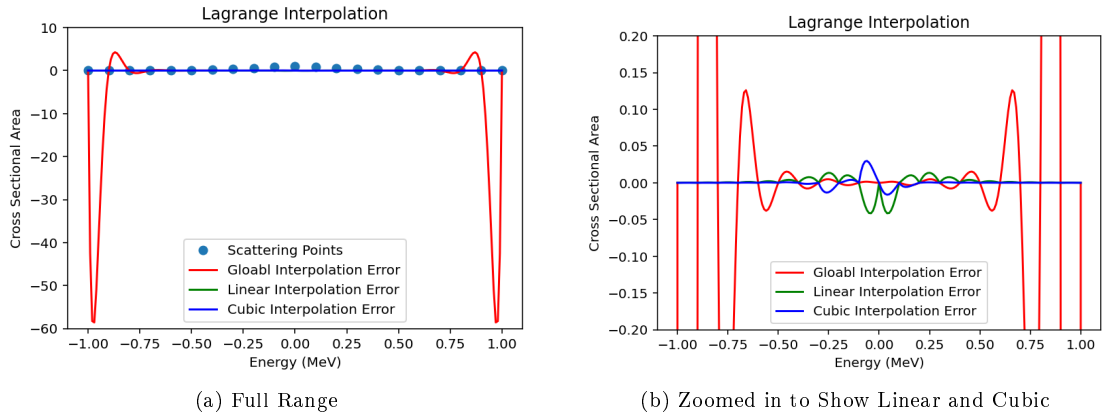 Lagrange Interpolation
10
0
−10
−20
−30
−40
−50
−60
Cross Sectional Area
Scattering Points
Gloabl Interpolation Error
Linear Interpolation Error
Cubic Interpolation Error
−1.00 −0.75 −0.50 −0.25 0.00 0.25 0.50 0.75 1.00
Energy (MeV)
(a) Full Range
Lagrange Interpolation
0.20
0.15
0.10
0.05
0.00
−0.05
−0.10
−0.15
−0.20
Cross Sectional Area
Gloabl Interpolation Error
Linear Interpolation Error
Cubic Interpolation Error
−1.00 −0.75 −0.50 −0.25 0.00 0.25 0.50 0.75 1.00
Energy (MeV)
(b) Zoomed in to Show Linear and Cubic